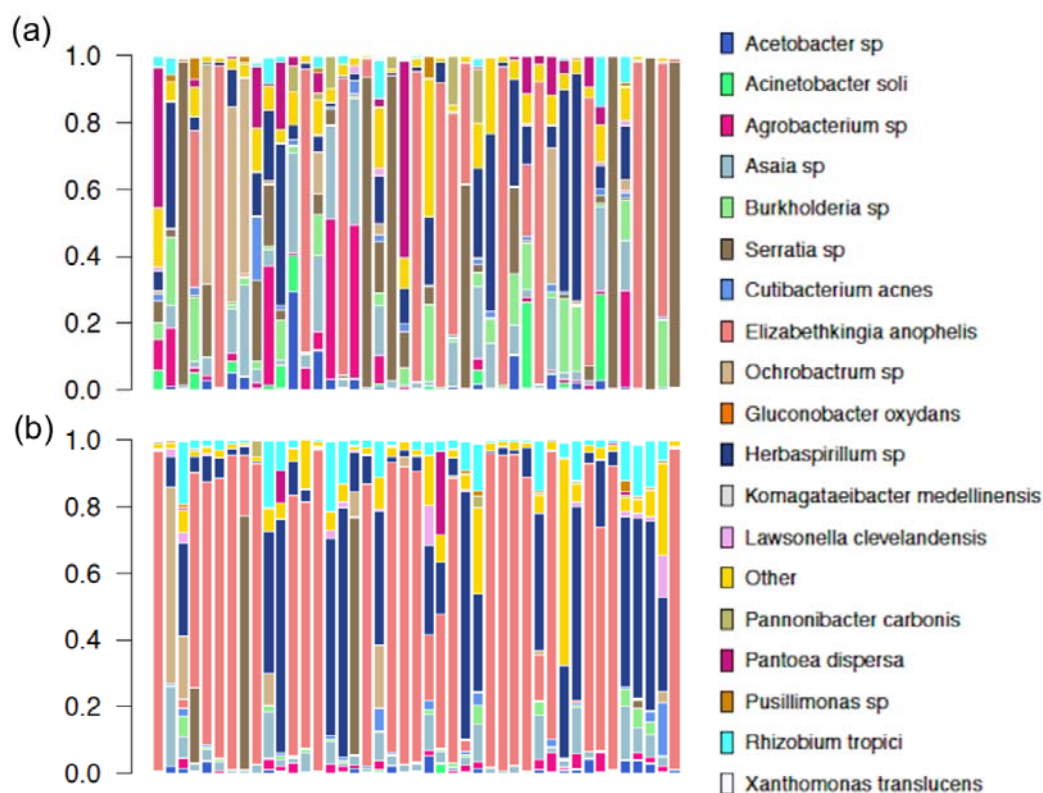 (a)
1.0
0.8
0.6
0.4
0.2
0.0
(b)
1.0
0.8
0.6
0.4
0.2
0.0
Acetobacter sp
Acinetobacter soli
Agrobacterium sp
Asaia sp
Burkholderia sp
Serratia sp
Cutibacterium acnes
Elizabethkingia anophelis
Ochrobactrum sp
Gluconobacter oxydans
Herbaspirillum sp
Komagataeibacter medellinensis
Lawsonella clevelandensis
Other
Pannonibacter carbonis
Pantoea dispersa
Pusillimonas sp
Rhizobium tropici
Xanthomonas translucens